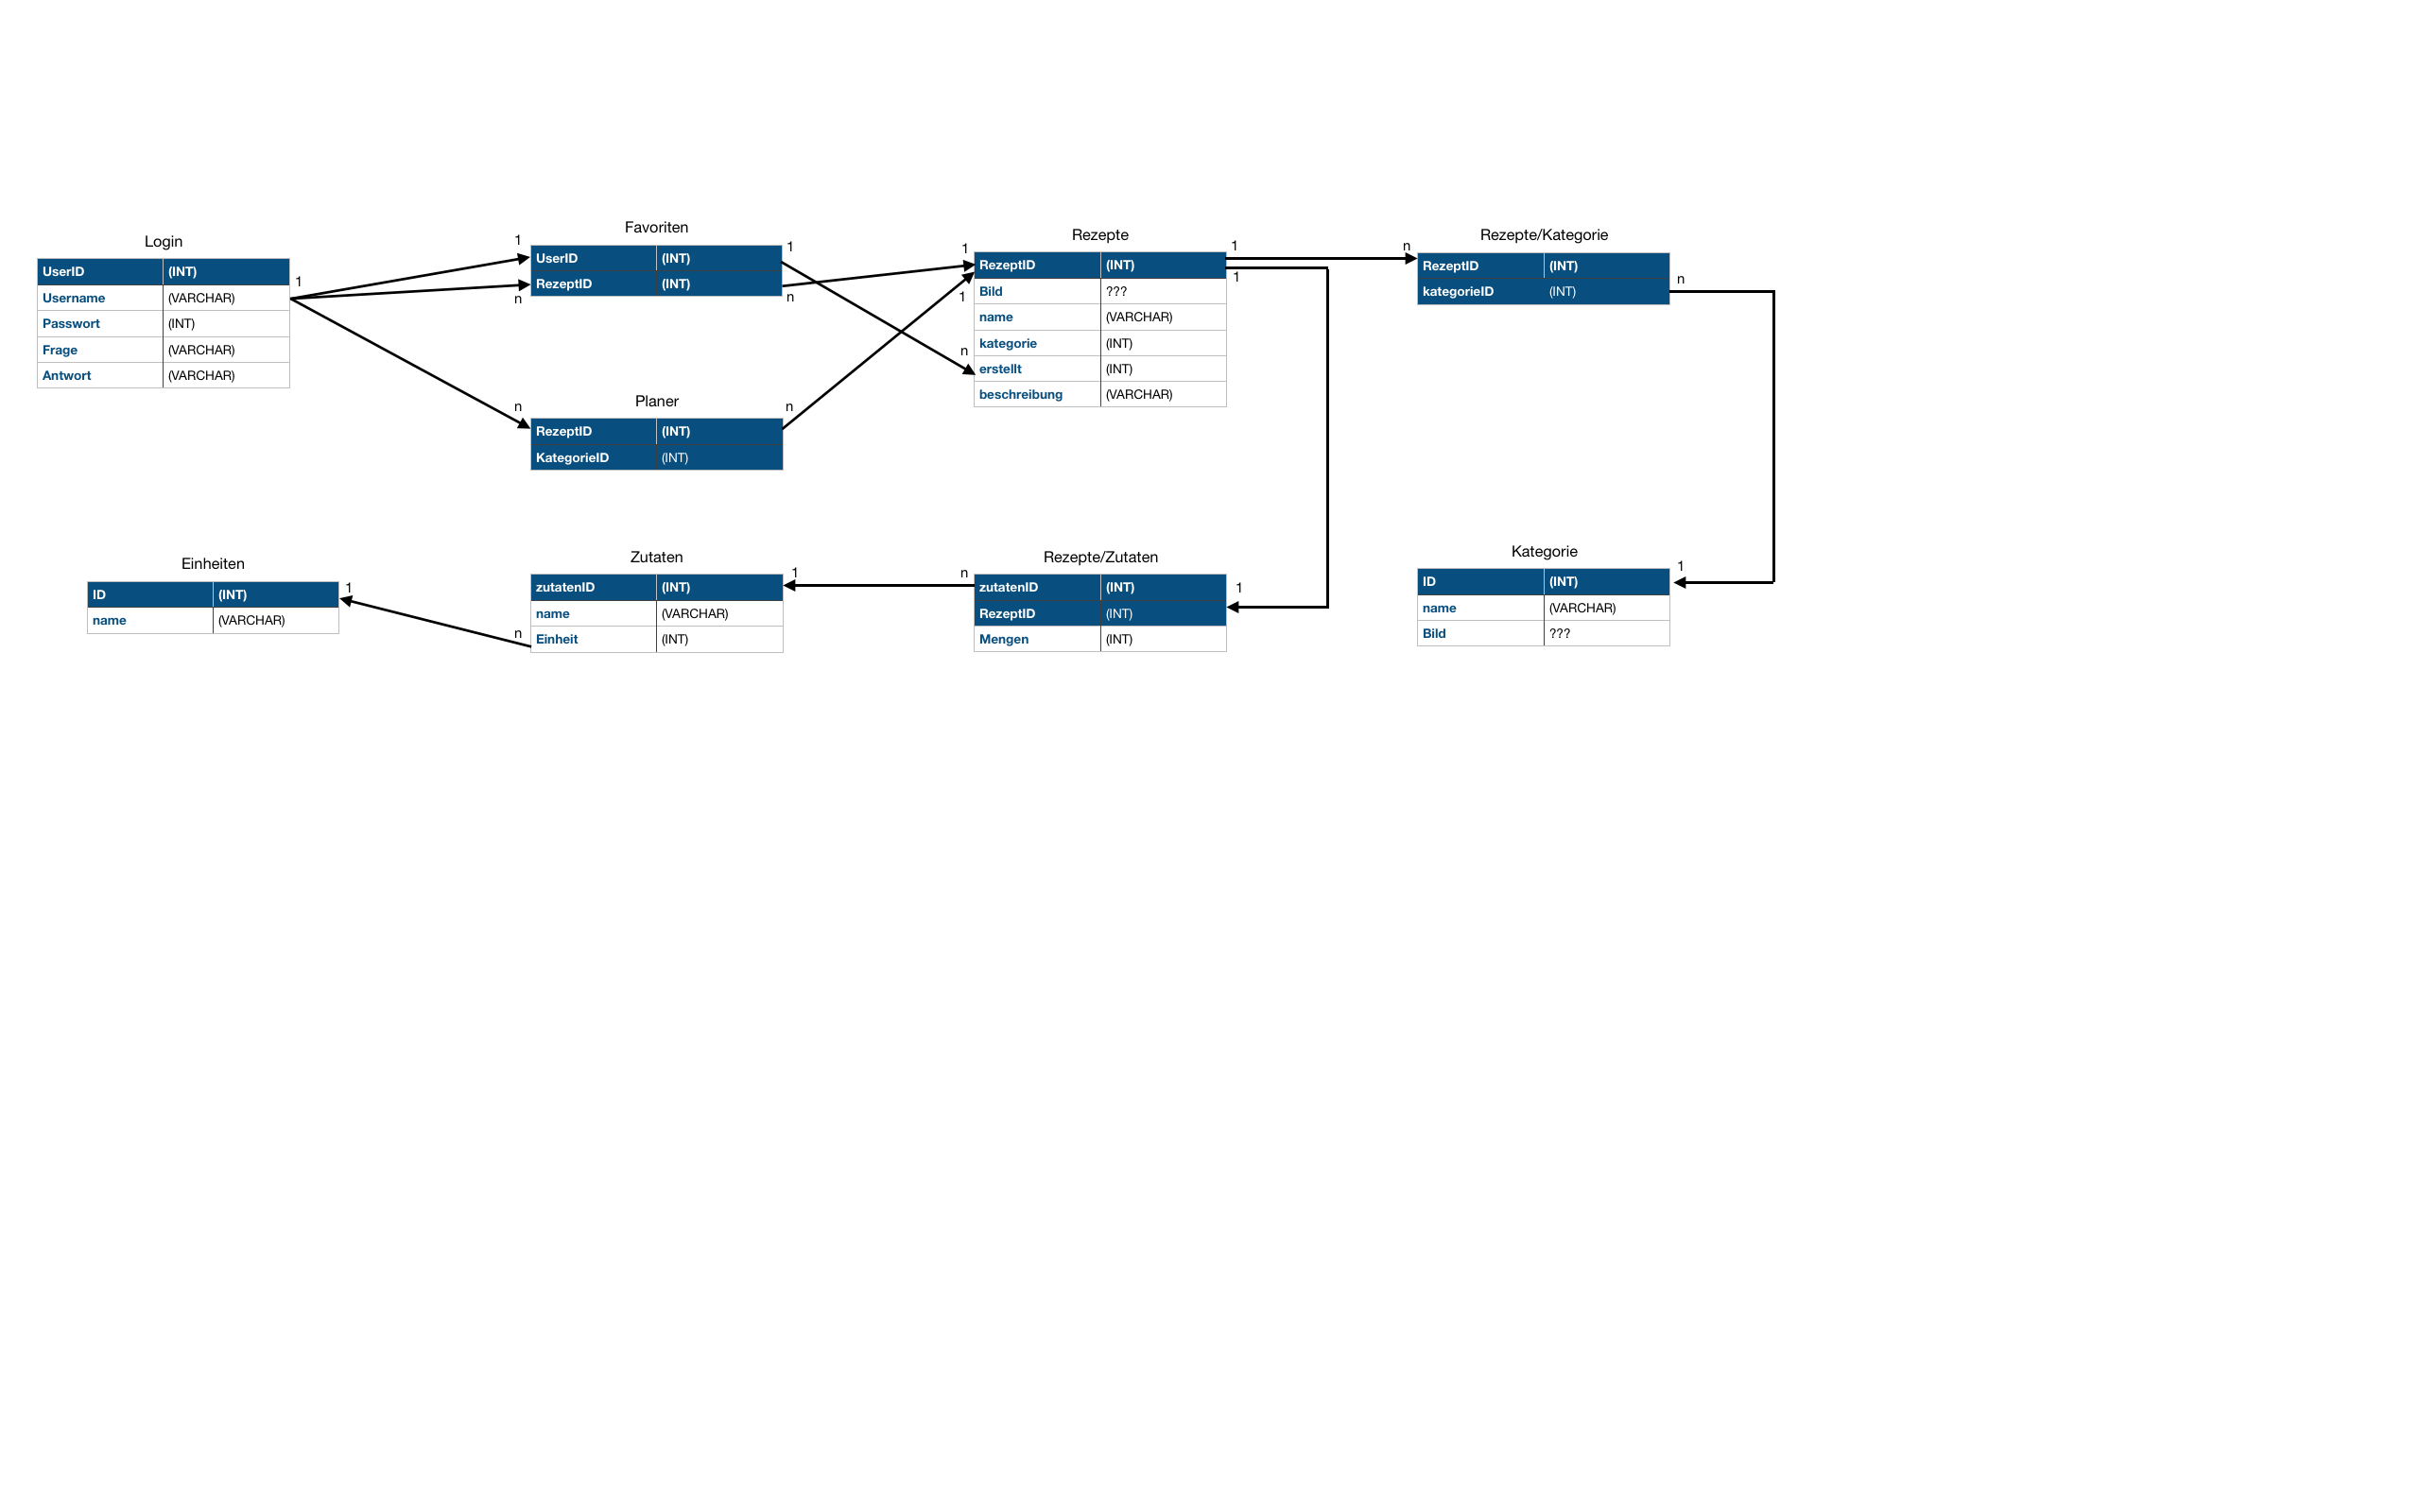 Login
UserID (INT)
Username (VARCHAR)
Passwort (INT)
Frage (VARCHAR)
Antwort (VARCHAR)
1
1
n
n
Favoriten
UserID (INT)
RezeptID (INT)
1
n
Planer
RezeptID (INT)
KategorieID (INT)
n
1
1
n
Rezepte
RezeptID (INT)
Bild ???
name (VARCHAR)
kategorie (INT)
erstellt (INT)
beschreibung (VARCHAR)
1
1
n
Rezepte/Kategorie
RezeptID (INT)
kategorieID (INT)
n
Einheiten
ID (INT)
name (VARCHAR)
1
n
Zutaten
zutatenID (INT)
name (VARCHAR)
Einheit (INT)
1
n
Rezepte/Zutaten
zutatenID (INT)
RezeptID (INT)
Mengen (INT)
1
Kategorie
ID (INT)
name (VARCHAR)
Bild ???
1